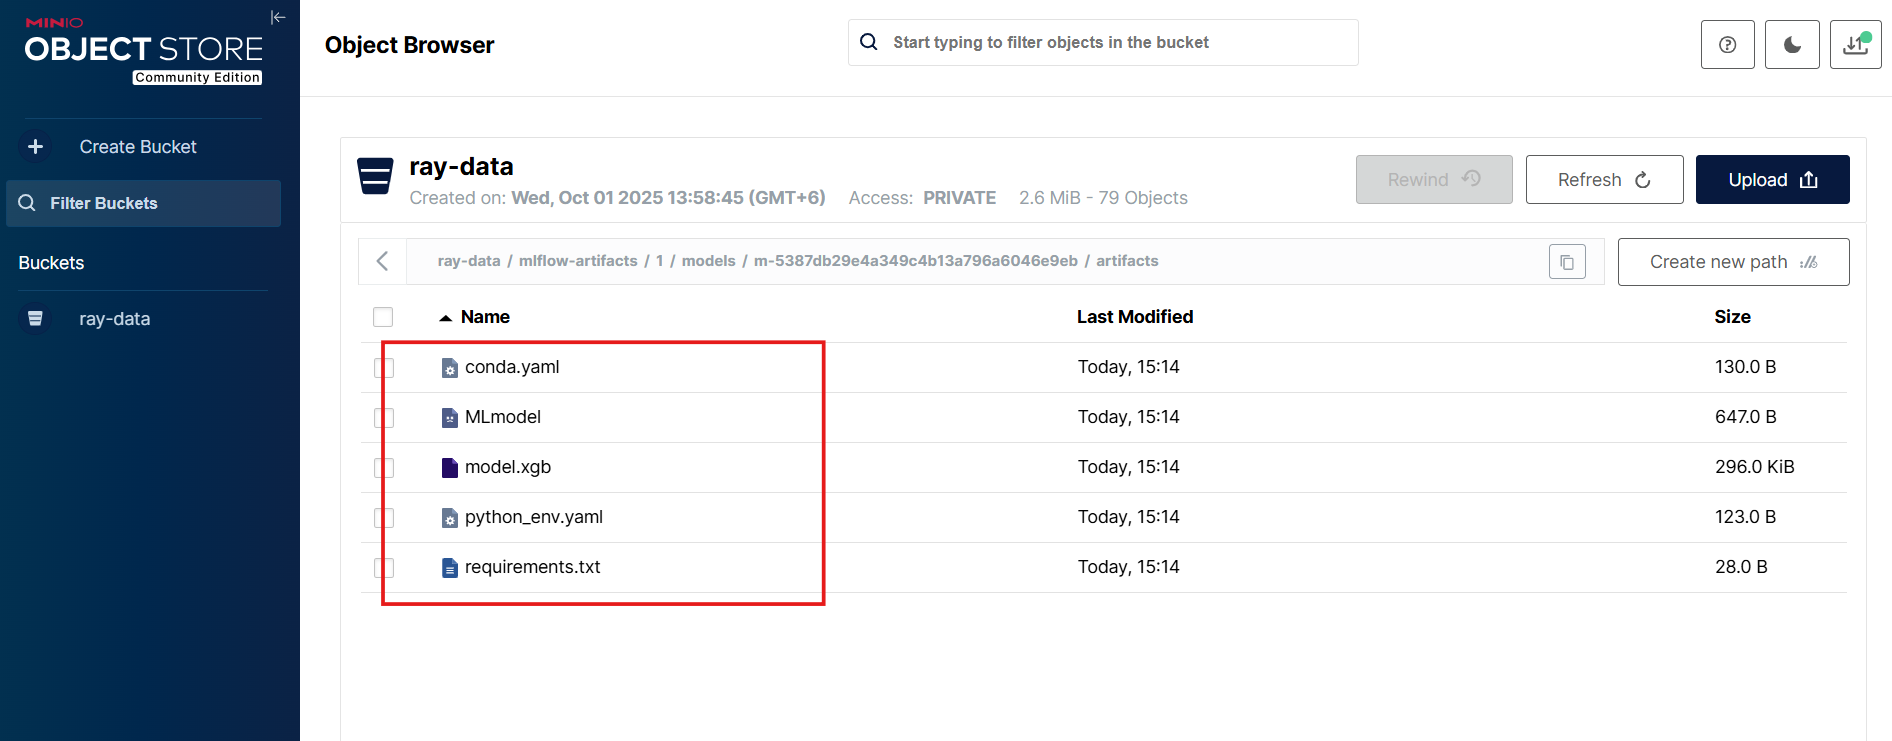 MINIO
OBJECT STORE
Community Edition
Create Bucket
Filter Buckets
Buckets
ray-data
Object Browser
Start typing to filter objects in the bucket
ray-data
Created on: Wed, Oct 01 2025 13:58:45 (GMT+6) Access: PRIVATE 2.6 MiB - 79 Objects
Rewind
Refresh
Upload
ray-data / mlflow-artifacts / 1 / models / m-5387db29e4a349c4b13a796a6046e9eb / artifacts
Create new path
Name Last Modified Size
conda.yaml Today, 15:14 130.0 B
MLmodel Today, 15:14 647.0 B
model.xgb Today, 15:14 296.0 KiB
python_env.yaml Today, 15:14 123.0 B
requirements.txt Today, 15:14 28.0 B